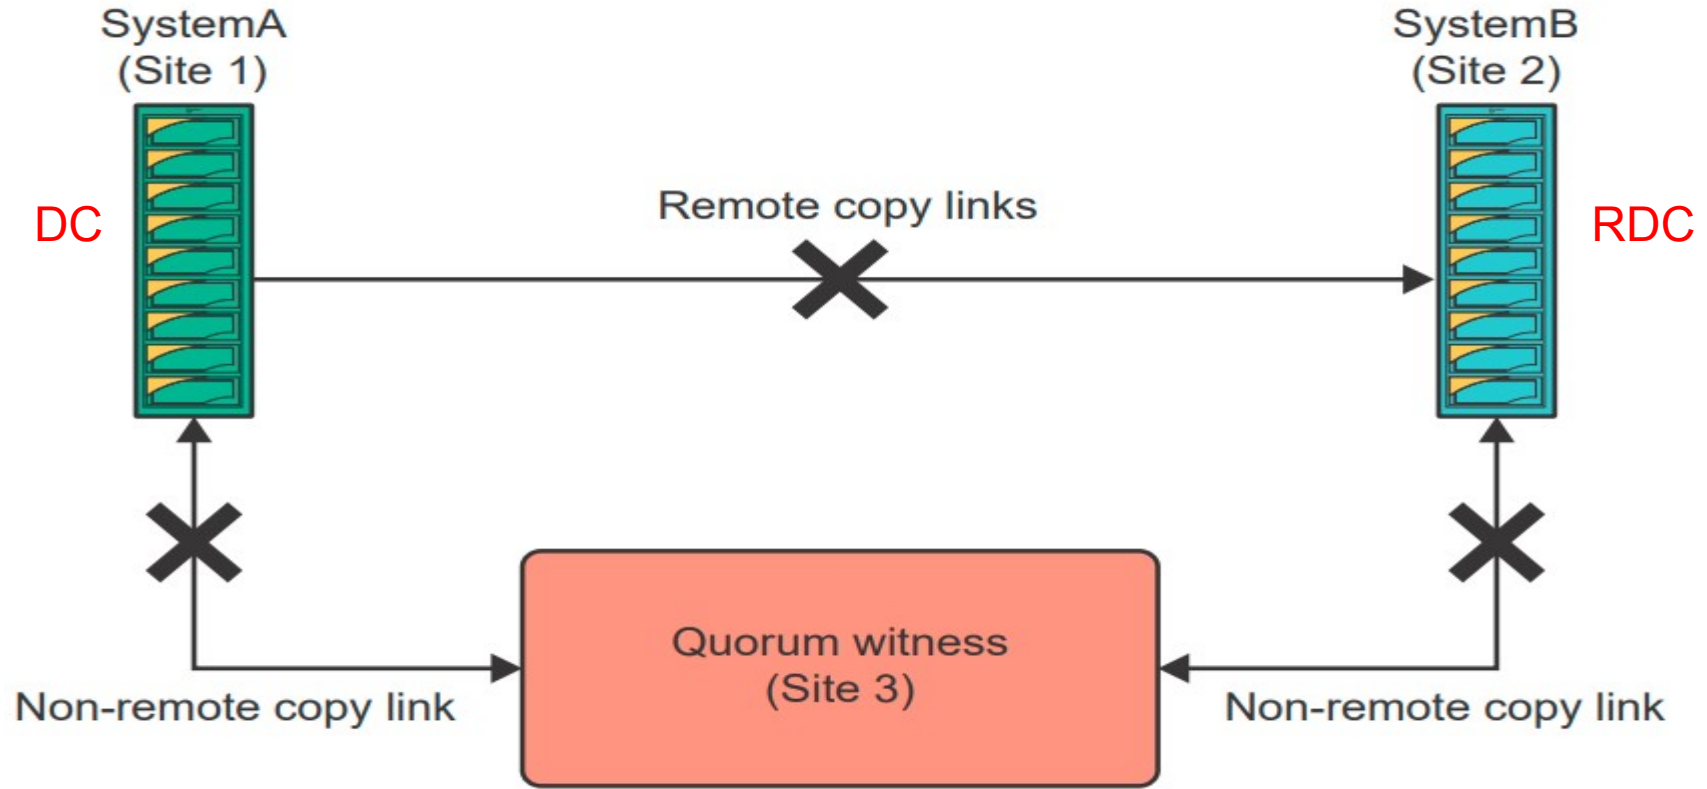 SystemA
(Site 1)
SystemB
(Site 2)
DC
Remote copy links
RDC
Quorum witness
(Site 3)
Non-remote copy link
Non-remote copy link